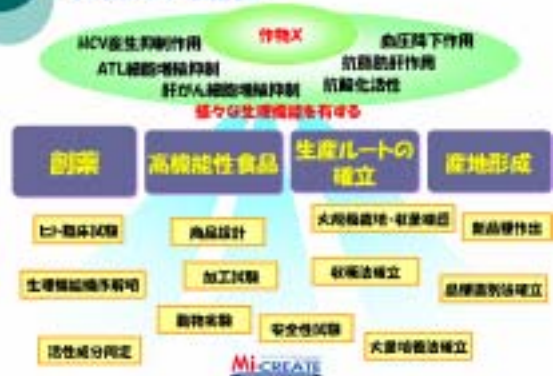 作物X
HCV産生抑制作用
血圧降下作用
ATL細胞増殖抑制
抗脂肪肝作用
肝がん細胞増殖抑制
抗酸化活性
様々な生理機能を有する
創薬
高機能性食品
生産ルートの
確立
産地形成
ヒト臨床試験
商品設計
大規模栽培・収量確認
新品種作出
生理機能機序解明
加工試験
収穫法確立
品種識別法確立
動物実験
安全性試験
活性成分同定
大量培養法確立
Mi-CREATE